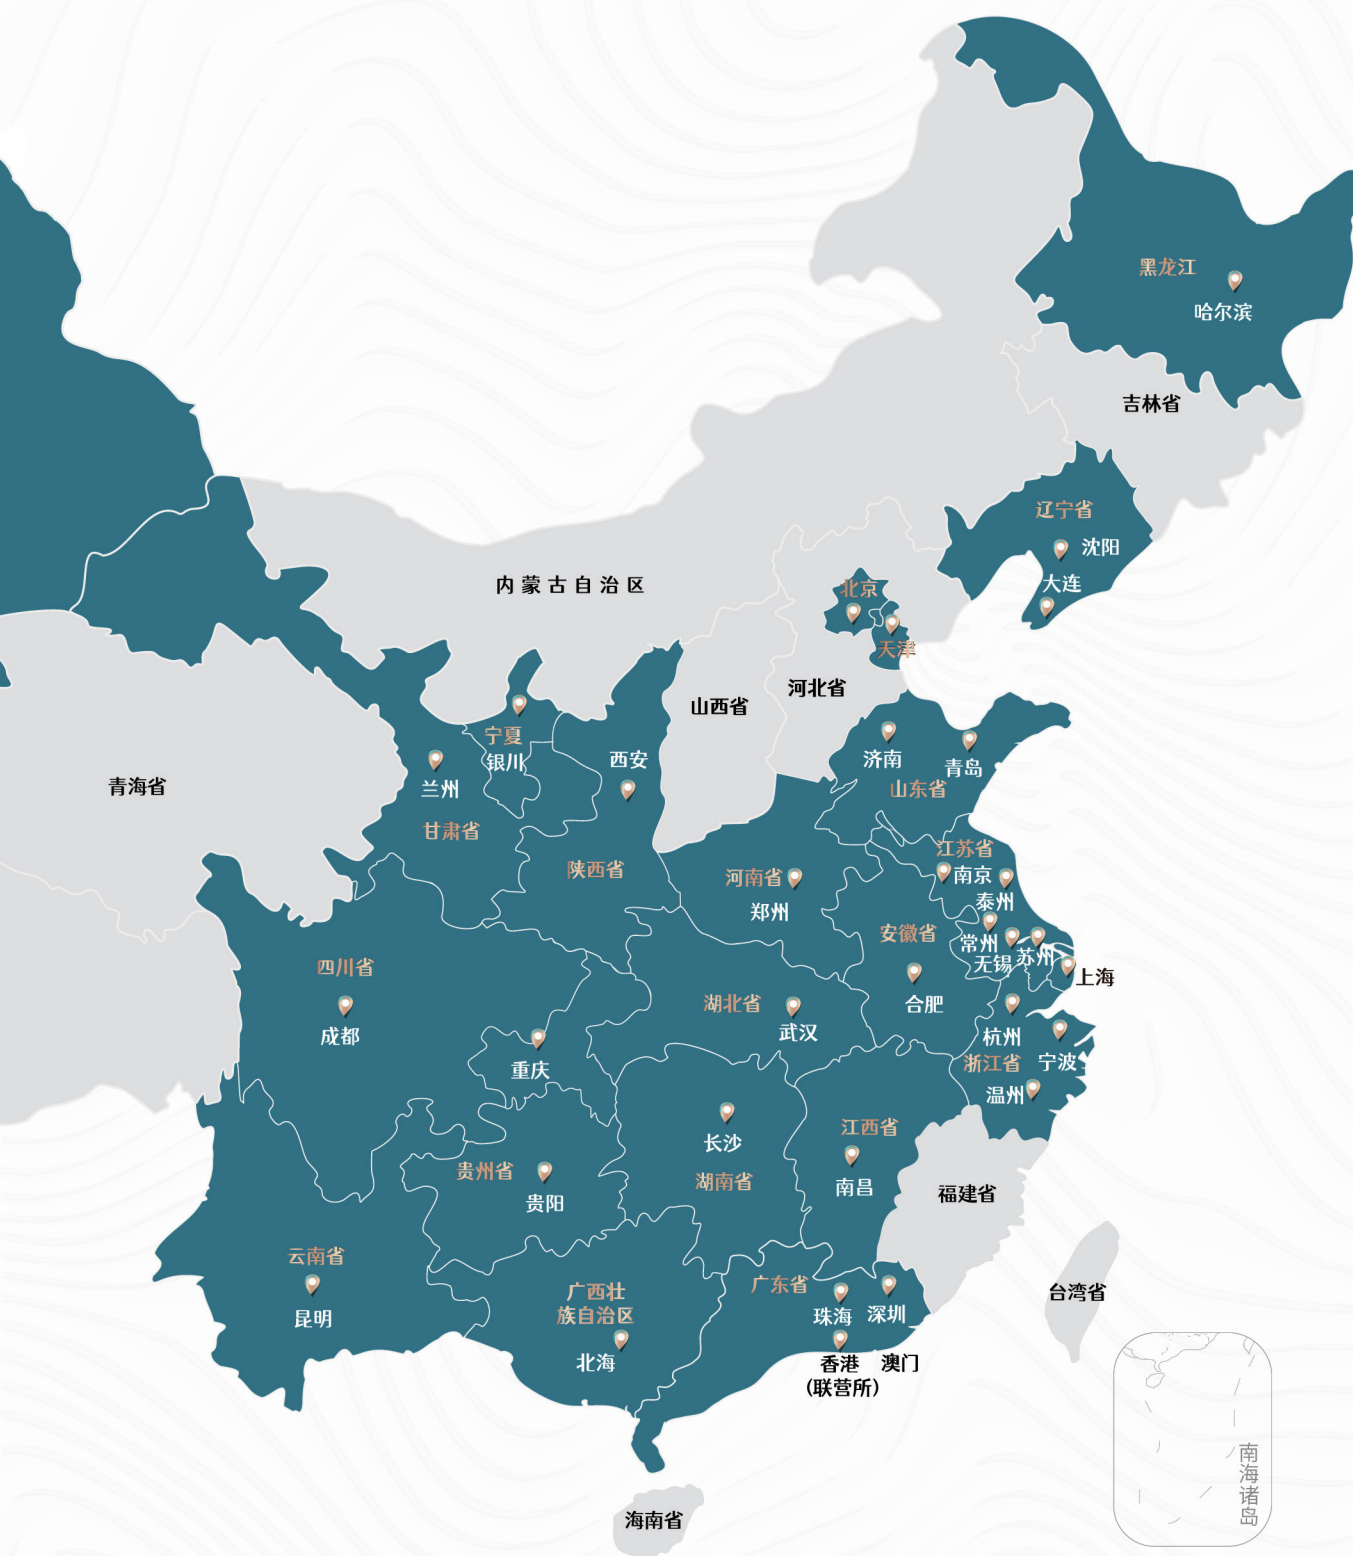 黑龙江
哈尔滨
吉林省
辽宁省
沈阳
大连
内蒙古自治区
北京
天津
河北省
山西省
宁夏
银川
西安
济南
青岛
山东省
青海省
兰州
甘肃省
陕西省
河南省
郑州
江苏省
南京
泰州
安徽省
常州
无锡
苏州
上海
合肥
四川省
成都
湖北省
武汉
重庆
杭州
宁波
浙江省
温州
长沙
湖南省
江西省
南昌
贵州省
贵阳
福建省
云南省
昆明
广西壮
族自治区
北海
广东省
珠海
深圳
香港
(联营所)
澳门
台湾省
海南省
南海诸岛